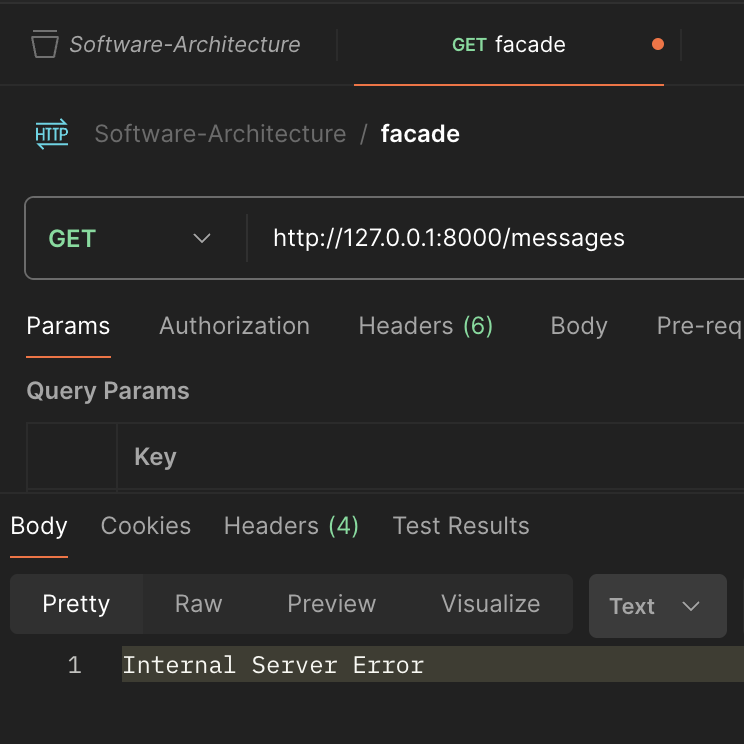 Software-Architecture
GET facade
HTTP Software-Architecture / facade
GET http://127.0.0.1:8000/messages
Params Authorization Headers (6) Body Pre-req
Query Params
Key
Body Cookies Headers (4) Test Results
Pretty Raw Preview Visualize Text
1 Internal Server Error